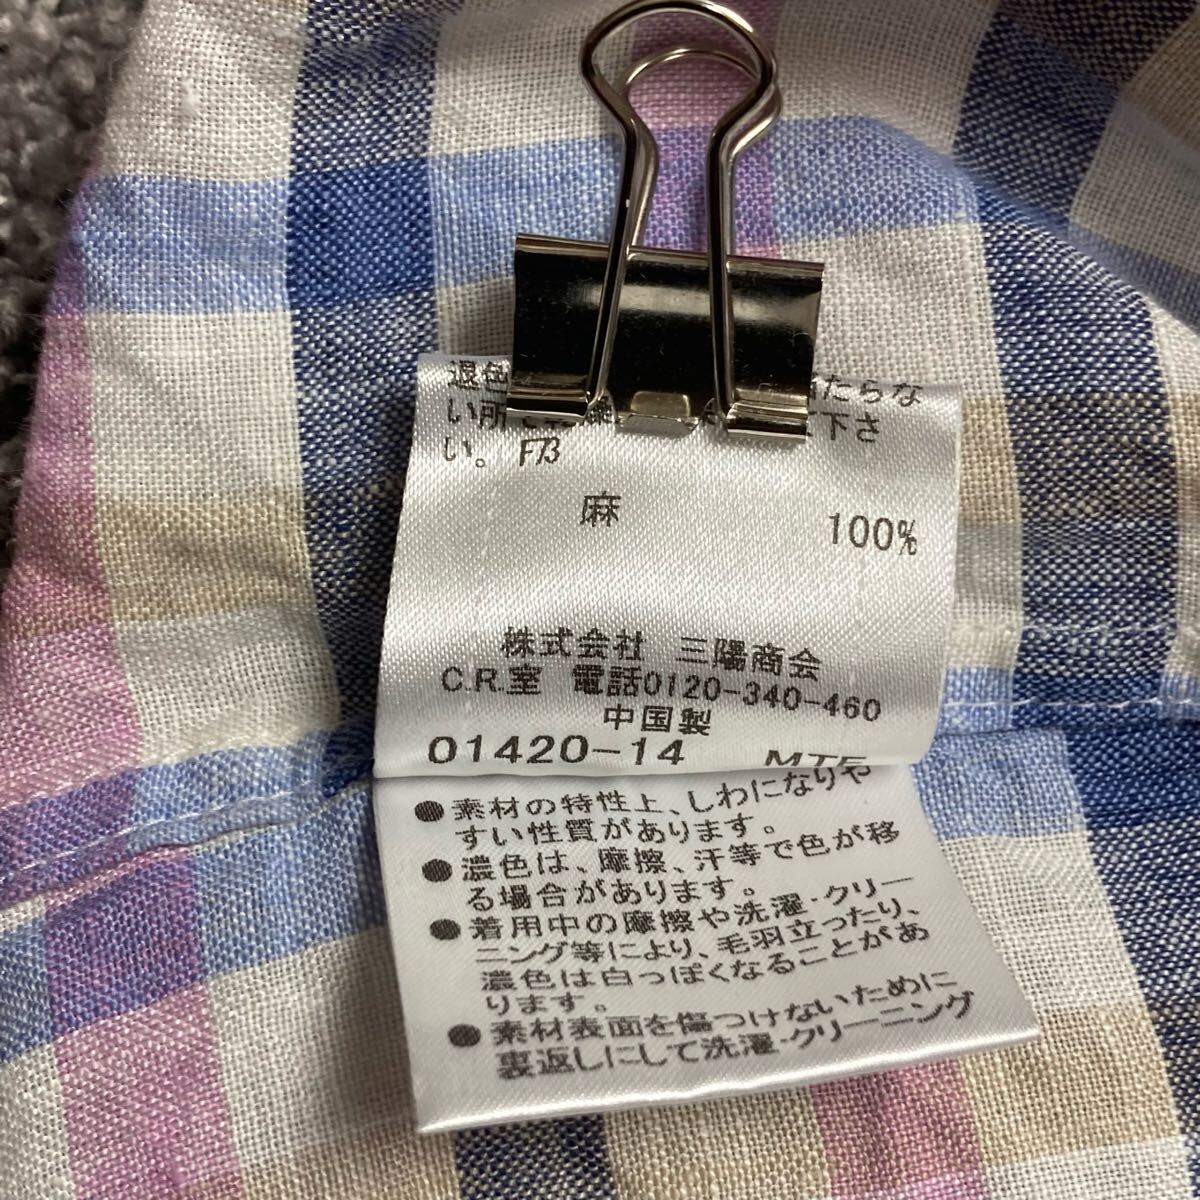 退色 たらな
い所で 下さ
い。 F73
麻
100%
株式会社 三陽商会
C.R.室 電話0120-340-460
中国製
01420-14 MTE
●素材の特性上、しわになりや
すい性質があります。
●濃色は、摩擦、汗等で色が移
る場合があります。
●着用中の摩擦や洗濯・クリー
ニング等により、毛羽立ったり、
濃色は白っぽくなることがあ
ります。
●素材表面を傷つけないために
裏返しにして洗濯・クリーニング